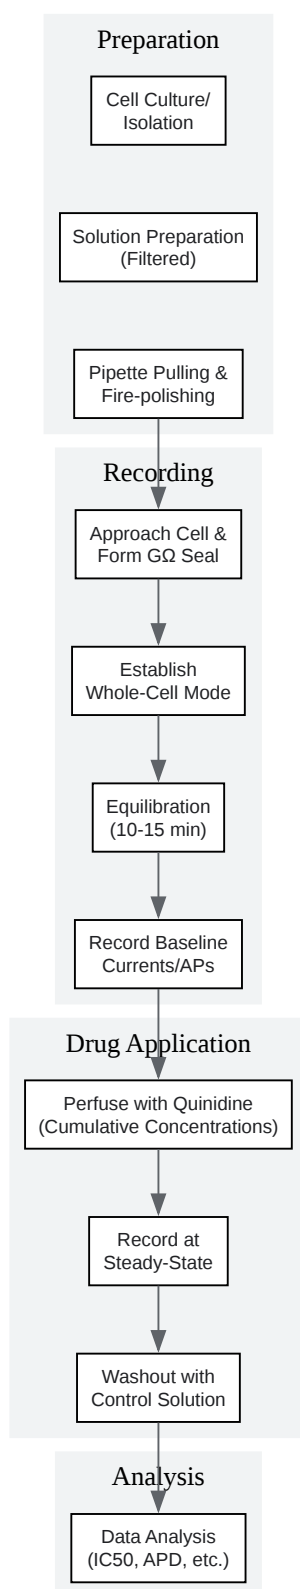 Preparation
Cell Culture/
Isolation
Solution Preparation
(Filtered)
Pipette Pulling &
Fire-polishing
Recording
Approach Cell &
Form GΩ Seal
Establish
Whole-Cell Mode
Equilibration
(10-15 min)
Record Baseline
Currents/APs
Drug Application
Perfuse with Quinidine
(Cumulative Concentrations)
Record at
Steady-State
Washout with
Control Solution
Analysis
Data Analysis
(IC50, APD, etc.)